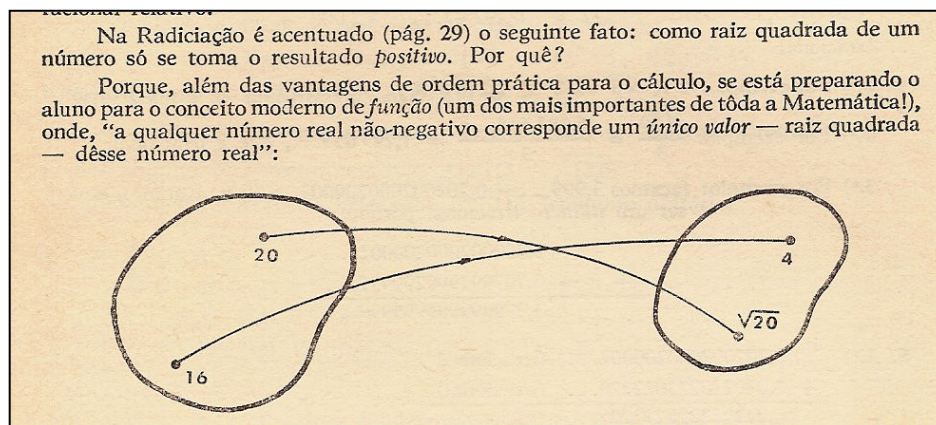 racional relativo.
Na Radiciação é acentuado (pág. 29) o seguinte fato: como raiz quadrada de um
número só se toma o resultado positivo. Por quê?
Porque, além das vantagens de ordem prática para o cálculo, se está preparando o
aluno para o conceito moderno de função (um dos mais importantes de tôda a Matemática!),
onde, “a qualquer número real não-negativo corresponde um único valor — raiz quadrada
— dêsse número real”:
20
4
√20
16